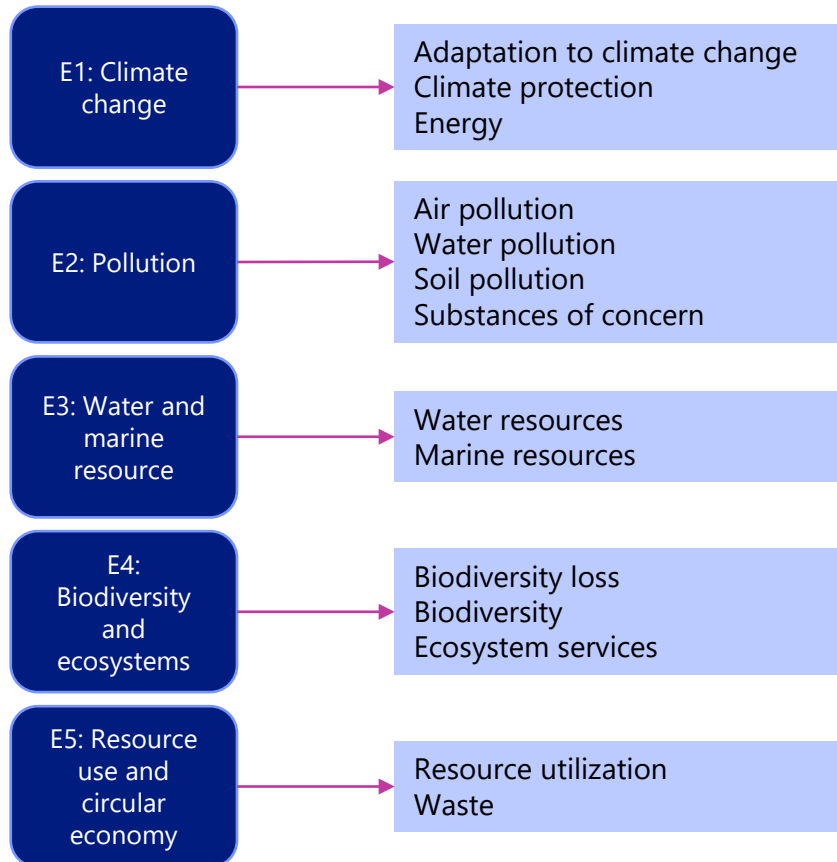 E1: Climate
change
Adaptation to climate change
Climate protection
Energy
E2: Pollution
Air pollution
Water pollution
Soil pollution
Substances of concern
E3: Water and
marine
resource
Water resources
Marine resources
E4:
Biodiversity
and
ecosystems
Biodiversity loss
Biodiversity
Ecosystem services
E5: Resource
use and
circular
economy
Resource utilization
Waste